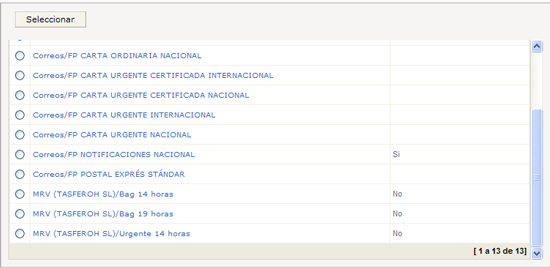 Seleccionar
Correos/FP CARTA ORDINARIA NACIONAL
Correos/FP CARTA URGENTE CERTIFICADA INTERNACIONAL
Correos/FP CARTA URGENTE CERTIFICADA NACIONAL
Correos/FP CARTA URGENTE INTERNACIONAL
Correos/FP CARTA URGENTE NACIONAL
Correos/FP NOTIFICACIONES NACIONAL Si
Correos/FP POSTAL EXPRÉS STÁNDAR
MRV (TASFEROH SL)/Bag 14 horas No
MRV (TASFEROH SL)/Bag 19 horas No
MRV (TASFEROH SL)/Urgente 14 horas No
[ 1 a 13 de 13]